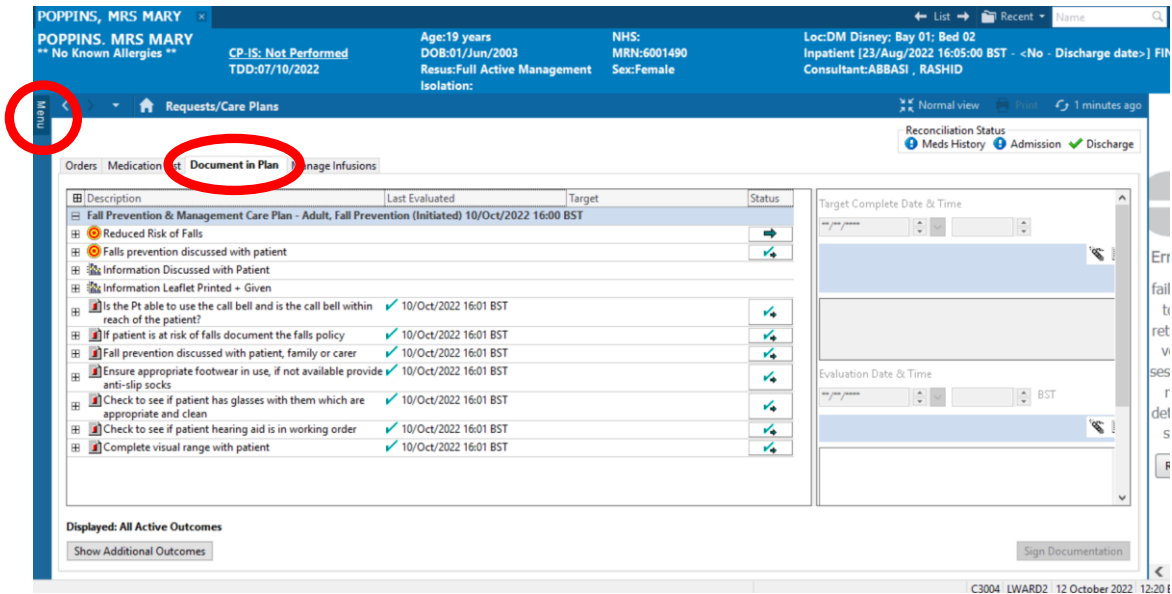 POPPINS, MRS MARY ×
List Recent Name
POPPINS. MRS MARY
** No Known Allergies **
CP-IS: Not Performed
TDD:07/10/2022
Age:19 years
DOB:01/Jun/2003
Resus:Full Active Management
Isolation:
NHS:
MRN:6001490
Sex:Female
Loc:DM Disney; Bay 01; Bed 02
Inpatient [23/Aug/2022 16:05:00 BST - <No - Discharge date>] FIN
Consultant:ABBASI , RASHID
Menu
Requests/Care Plans
Normal view Print 1 minutes ago
Reconciliation Status
Meds History Admission Discharge
Orders Medication Document in Plan Manage Infusions
Description Last Evaluated Target Status
Fall Prevention & Management Care Plan - Adult, Fall Prevention (Initiated) 10/Oct/2022 16:00 BST
Reduced Risk of Falls
Falls prevention discussed with patient
Information Discussed with Patient
Information Leaflet Printed + Given
Is the Pt able to use the call bell and is the call bell within 10/Oct/2022 16:01 BST
reach of the patient?
If patient is at risk of falls document the falls policy 10/Oct/2022 16:01 BST
Fall prevention discussed with patient, family or carer 10/Oct/2022 16:01 BST
Ensure appropriate footwear in use, if not available provide 10/Oct/2022 16:01 BST
anti-slip socks
Check to see if patient has glasses with them which are 10/Oct/2022 16:01 BST
appropriate and clean
Check to see if patient hearing aid is in working order 10/Oct/2022 16:01 BST
Complete visual range with patient 10/Oct/2022 16:01 BST
Target Complete Date & Time
**/**/****
Evaluation Date & Time
**/**/**** BST
Displayed: All Active Outcomes
Show Additional Outcomes
Sign Documentation
Err
fail
to
ret
ses
det
C3004 LWARD2 12 October 2022 12:20